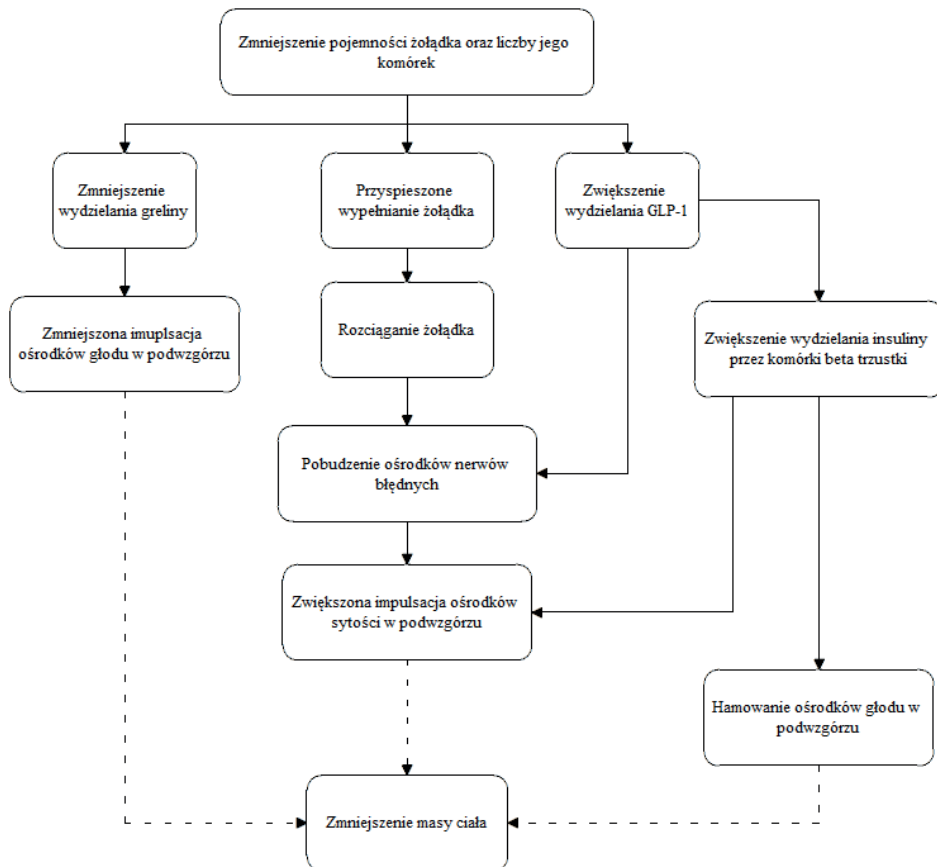 Zmniejszenie pojemności żołądka oraz liczby jego
komórek
Zmniejszenie
wydzielania greliny
Przyspieszone
wypełnianie żołądka
Zwiększenie
wydzielania GLP-1
Zmniejszona imuplsacja
ośrodków głodu w podwzgórzu
Rozciąganie żołądka
Zwiększenie wydzielania insuliny
przez komórki beta trzustki
Pobudzenie ośrodków nerwów
błędnych
Zwiększona impulsacja ośrodków
sytości w podwzgórzu
Hamowanie ośrodków głodu w
podwzgórzu
Zmniejszenie masy ciała